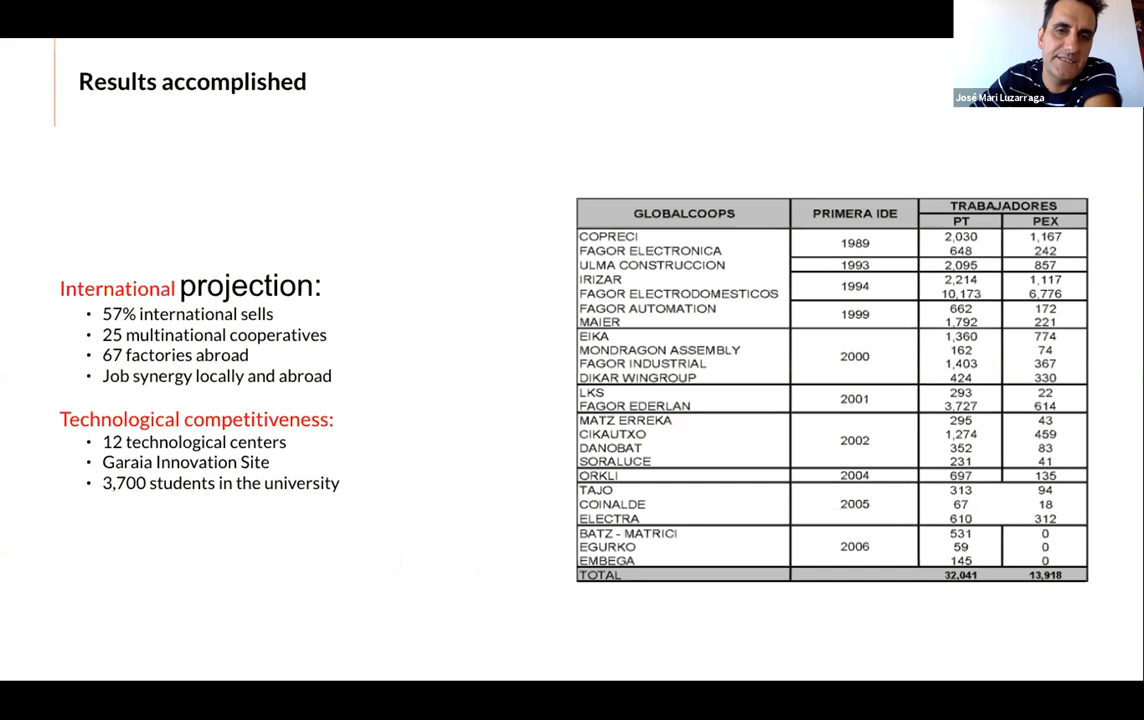 Results accomplished
José Mari Luzarraga
International projection:
• 57% international sells
• 25 multinational cooperatives
• 67 factories abroad
• Job synergy locally and abroad
Technological competitiveness:
• 12 technological centers
• Garaia Innovation Site
• 3,700 students in the university
GLOBALCOOPS PRIMERA IDE TRABAJADORES
PT PEX
COPRECI 1989 2,030 1,167
FAGOR ELECTRONICA 648 242
ULMA CONSTRUCCION 1993 2,095 857
IRIZAR 1994 2,214 1,117
FAGOR ELECTRODOMESTICOS 10,173 6,776
FAGOR AUTOMATION 1999 662 172
MAIER 1,792 221
EIKA 2000 1,360 774
MONDRAGON ASSEMBLY 162 74
FAGOR INDUSTRIAL 1,403 367
DIKAR WINGROUP 424 330
LKS 2001 293 22
FAGOR EDERLAN 3,727 614
MATZ ERREKA 2002 295 43
CIKAUTXO 1,274 459
DANOBAT 352 83
SORALUCE 231 41
ORKLI 2004 697 135
TAJO 2005 313 94
COINALDE 67 18
ELECTRA 610 312
BATZ - MATRICI 2006 531 0
EGURKO 59 0
EMBEGA 145 0
TOTAL 32,041 13,918